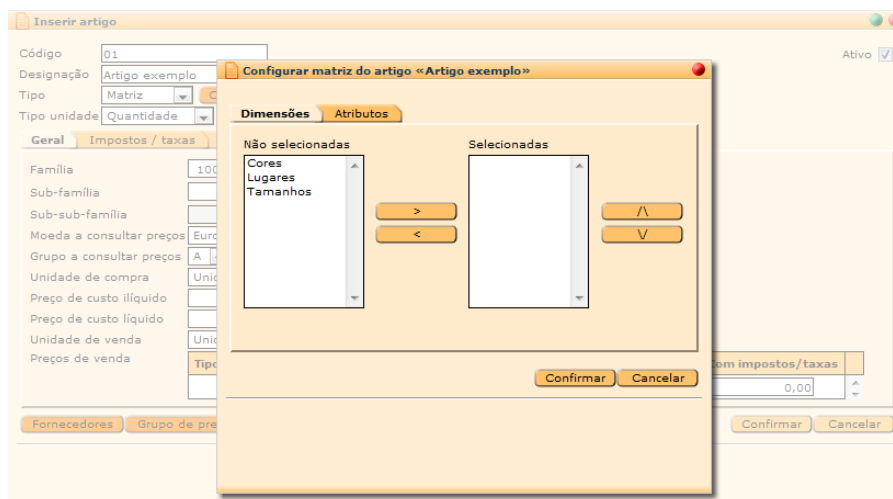 Inserir artigo
Código 01 Ativo
Designação Artigo exemplo
Tipo Matriz
Tipo unidade Quantidade
Geral Impostos / taxas
Família 100
Sub-família
Sub-sub-família
Moeda a consultar preços Euro
Grupo a consultar preços A
Unidade de compra
Preço de custo ilíquido
Preço de custo líquido
Unidade de venda
Preços de venda
0,00
Fornecedores Grupo de
Confirmar Cancelar
Configurar matriz do artigo «Artigo exemplo»
Dimensões Atributos
Não selecionadas Selecionadas
Cores
Lugares
Tamanhos
> /\
< \/
Confirmar Cancelar
impostos/taxas